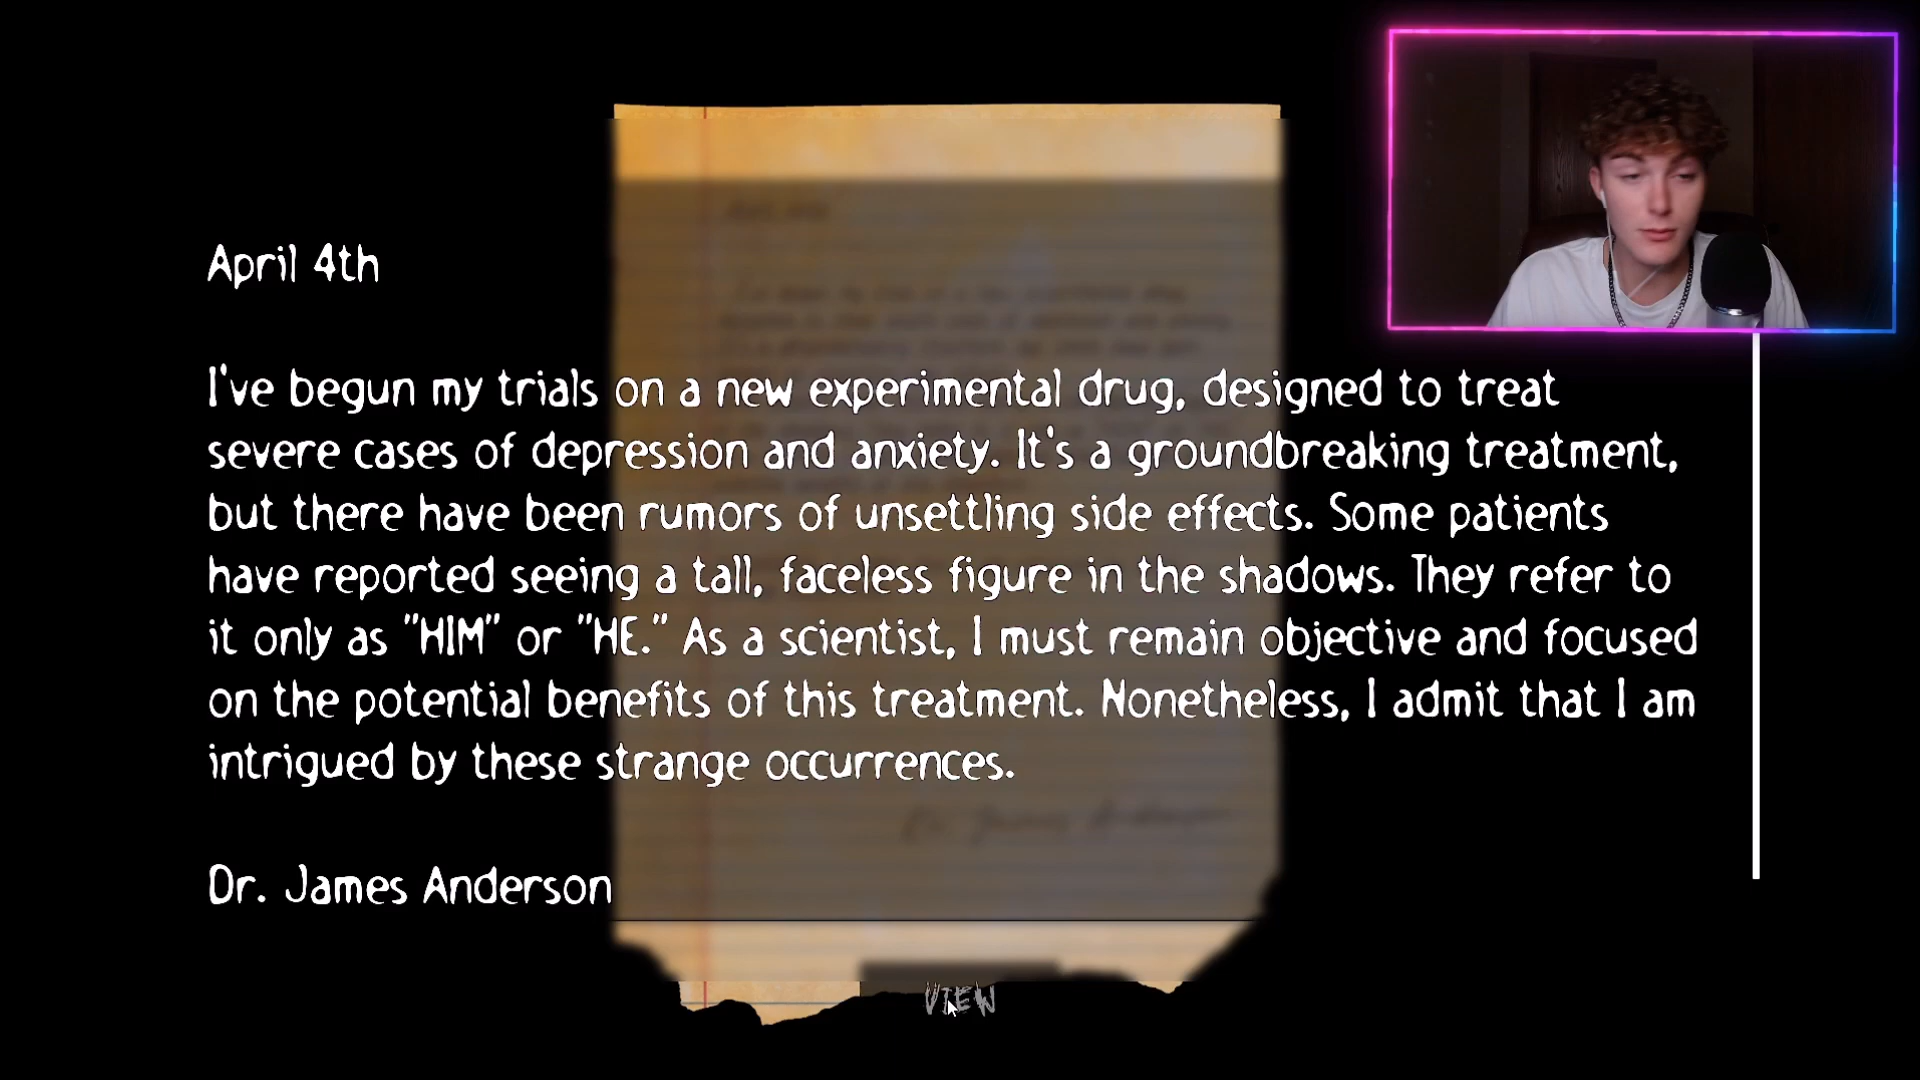 April 4th
I've begun my trials on a new experimental drug, designed to treat
severe cases of depression and anxiety. It's a groundbreaking treatment,
but there have been rumors of unsettling side effects. Some patients
have reported seeing a tall, faceless figure in the shadows. They refer to
it only as "HIM" or "HE." As a scientist, I must remain objective and focused
on the potential benefits of this treatment. Nonetheless, I admit that I am
intrigued by these strange occurrences.
Dr. James Anderson
VIEW